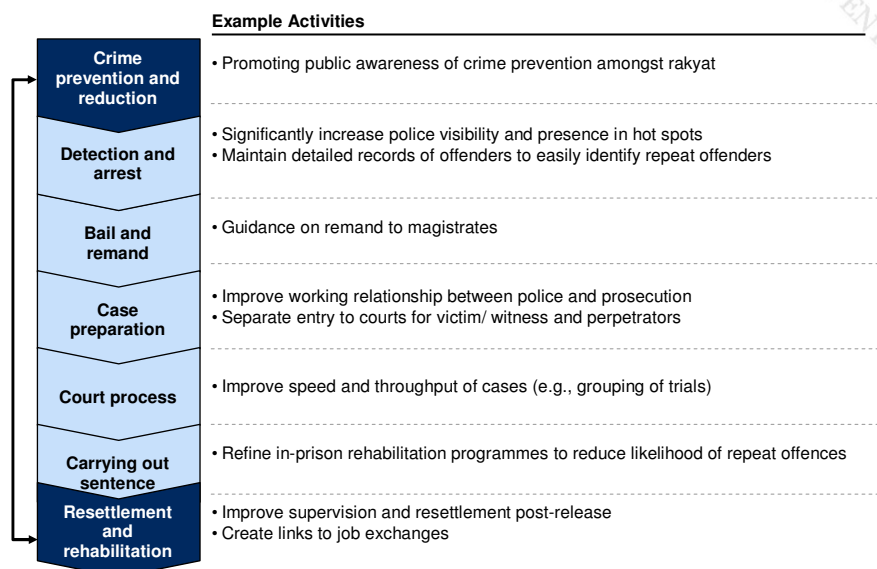 Example Activities
Crime
prevention and
reduction
• Promoting public awareness of crime prevention amongst rakyat
Detection and
arrest
• Significantly increase police visibility and presence in hot spots
• Maintain detailed records of offenders to easily identify repeat offenders
Bail and
remand
• Guidance on remand to magistrates
Case
preparation
• Improve working relationship between police and prosecution
• Separate entry to courts for victim/ witness and perpetrators
Court process
• Improve speed and throughput of cases (e.g., grouping of trials)
Carrying out
sentence
• Refine in-prison rehabilitation programmes to reduce likelihood of repeat offences
Resettlement
and
rehabilitation
• Improve supervision and resettlement post-release
• Create links to job exchanges